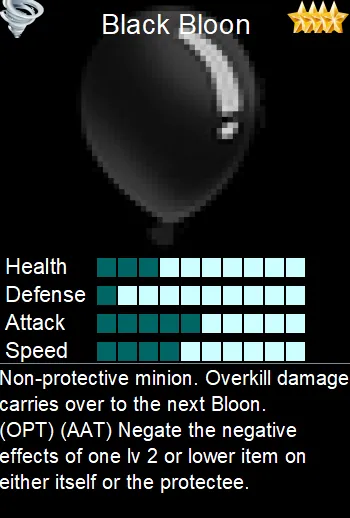 Black Bloon
Health
Defense
Attack
Speed
Non-protective minion. Overkill damage
carries over to the next Bloon.
(OPT) (AAT) Negate the negative
effects of one lv 2 or lower item on
either itself or the protectee.